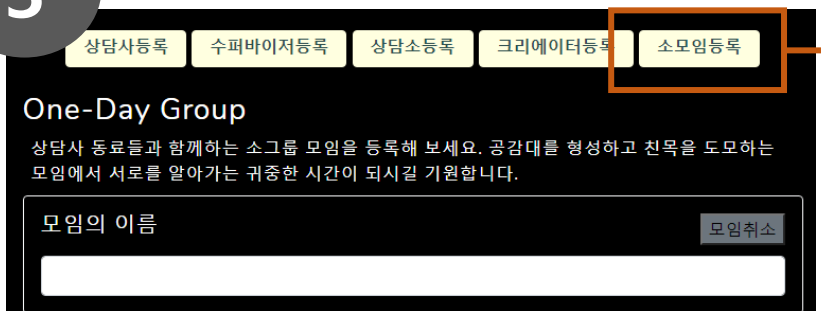 상담사등록 수퍼바이저등록 상담소등록 크리에이터등록 소모임등록
One-Day Group
상담사 동료들과 함께하는 소그룹 모임을 등록해 보세요. 공감대를 형성하고 친목을 도모하는
모임에서 서로를 알아가는 귀중한 시간이 되시길 기원합니다.
모임의 이름 모임취소